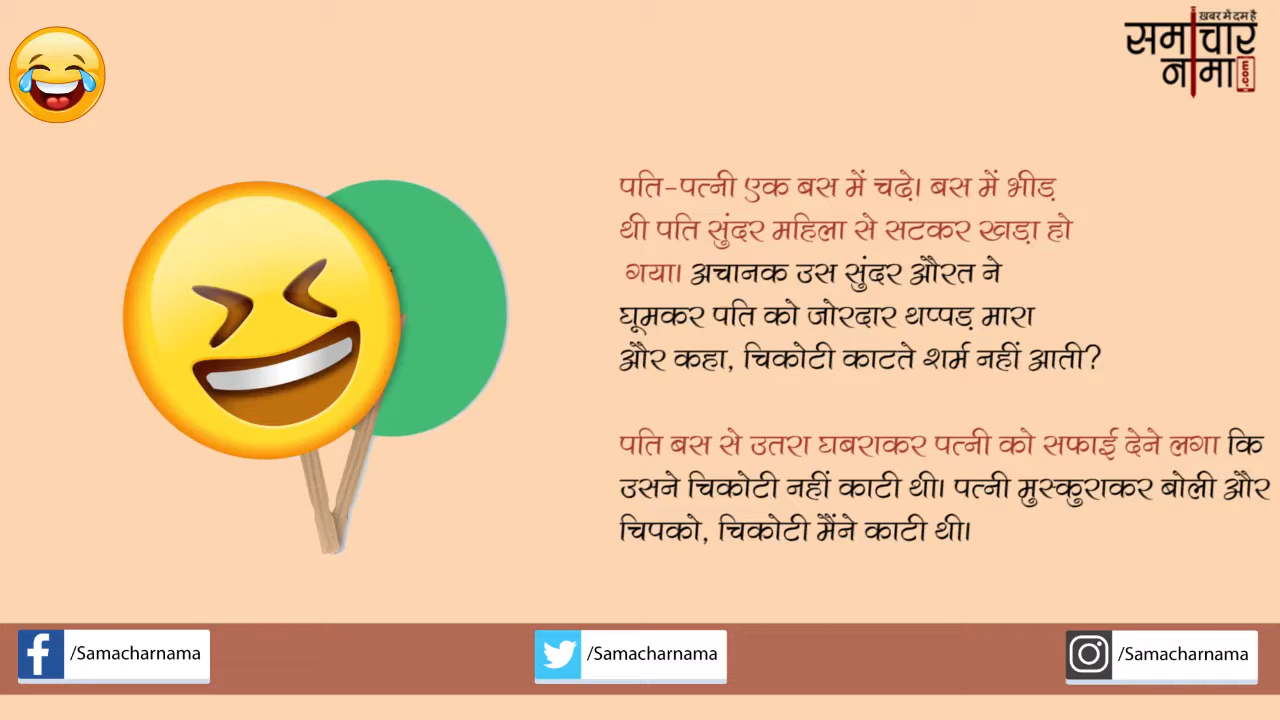 ख़बर में दम है
समाचार
नामा
.com
पति-पत्नी एक बस में चढ़े। बस में भीड़
थी पति सुंदर महिला से सटकर खड़ा हो
गया। अचानक उस सुंदर औरत ने
घूमकर पति को जोरदार थप्पड़ मारा
और कहा, चिकोटी काटते शर्म नहीं आती?
पति बस से उतरा घबराकर पत्नी को सफाई देने लगा कि
उसने चिकोटी नहीं काटी थी। पत्नी मुस्कुराकर बोली और
चिपको, चिकोटी मैंने काटी थी।
/Samacharnama
/Samacharnama
/Samacharnama